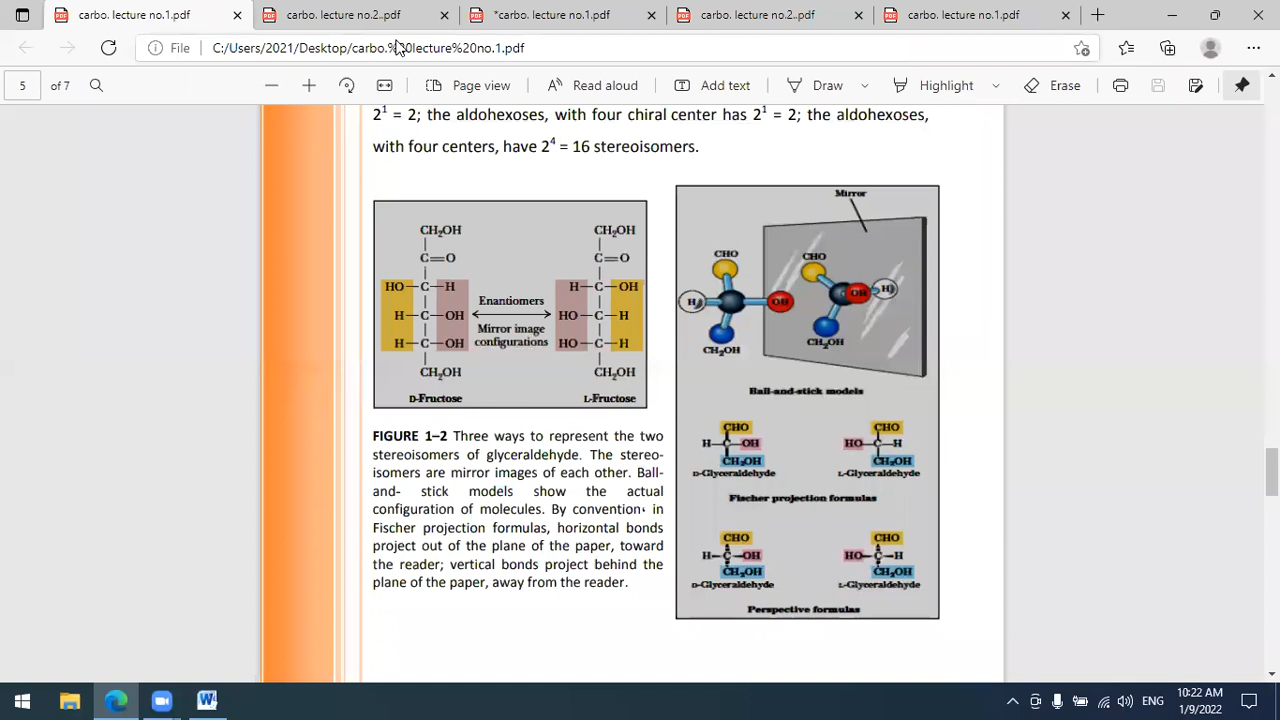 carbo. lecture no.1.pdf
carbo. lecture no.2..pdf
*carbo. lecture no.1.pdf
carbo. lecture no.2..pdf
carbo. lecture no.1.pdf
File
C:/Users/2021/Desktop/carbo.%20lecture%20no.1.pdf
5 of 7
Page view
Read aloud
Add text
Draw
Highlight
Erase
2¹ = 2; the aldohexoses, with four chiral center has 2¹ = 2; the aldohexoses,
with four centers, have 2⁴ = 16 stereoisomers.
CH₂OH CH₂OH
C=O C=O
HO–C–H H–C–OH
Enantiomers
H–C–OH HO–C–H
Mirror image
configurations
H–C–OH HO–C–H
CH₂OH CH₂OH
D-Fructose L-Fructose
Mirror
CHO CHO
H OH OH H
CH₂OH CH₂OH
Ball-and-stick models
CHO CHO
H–C–OH HO–C–H
CH₂OH CH₂OH
D-Glyceraldehyde L-Glyceraldehyde
Fischer projection formulas
CHO CHO
H–C–OH HO–C–H
CH₂OH CH₂OH
D-Glyceraldehyde L-Glyceraldehyde
Perspective formulas
FIGURE 1–2 Three ways to represent the two
stereoisomers of glyceraldehyde. The stereo-
isomers are mirror images of each other. Ball-
and- stick models show the actual
configuration of molecules. By convention، in
Fischer projection formulas, horizontal bonds
project out of the plane of the paper, toward
the reader; vertical bonds project behind the
plane of the paper, away from the reader.
ENG
10:22 AM
1/9/2022